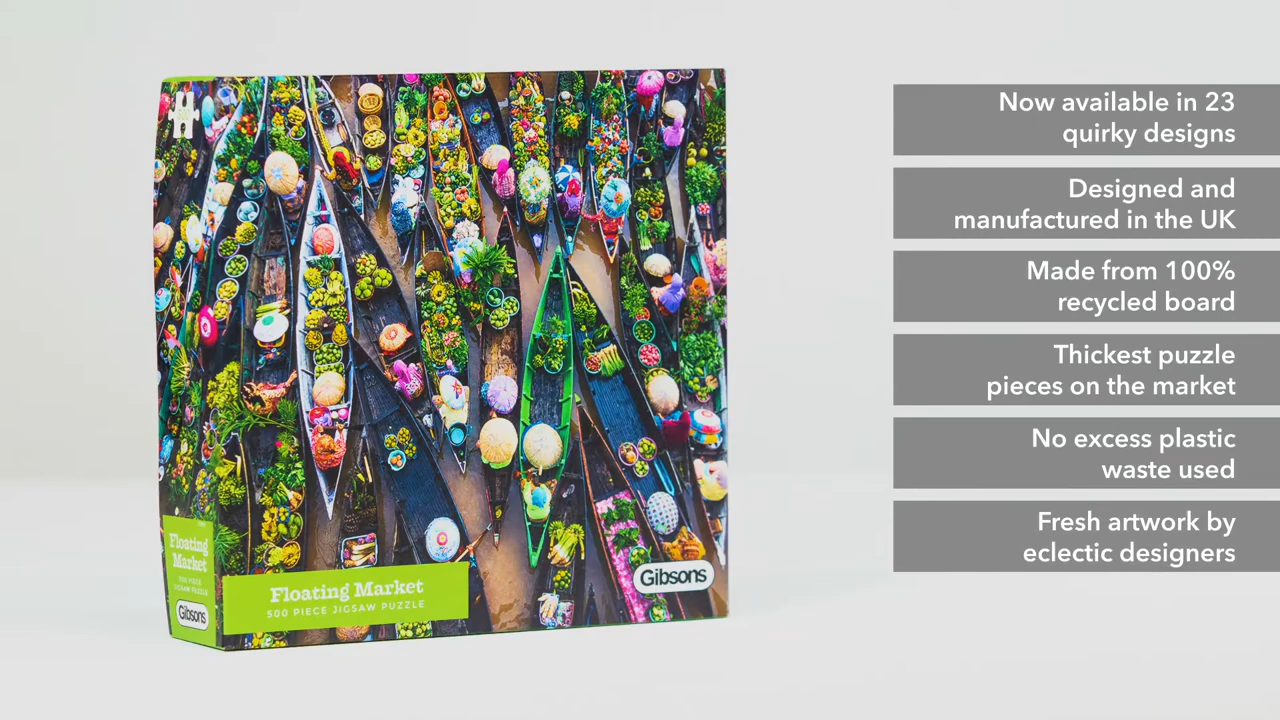 Floating
Market
500 PIECE
JIGSAW PUZZLE
Gibsons
Floating Market
500 PIECE JIGSAW PUZZLE
Gibsons
Now available in 23
quirky designs
Designed and
manufactured in the UK
Made from 100%
recycled board
Thickest puzzle
pieces on the market
No excess plastic
waste used
Fresh artwork by
eclectic designers